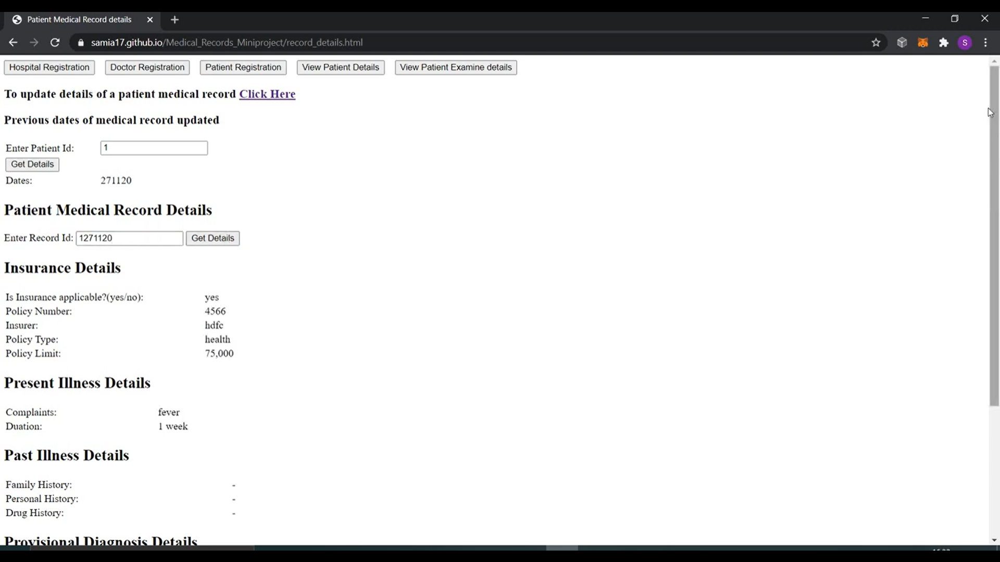 Patient Medical Record details
samia17.github.io/Medical_Records_Miniproject/record_details.html
S
Hospital Registration Doctor Registration Patient Registration View Patient Details View Patient Examine details
To update details of a patient medical record Click Here
Previous dates of medical record updated
Enter Patient Id: 1
Get Details
Dates: 271120
Patient Medical Record Details
Enter Record Id: 1271120 Get Details
Insurance Details
Is Insurance applicable?(yes/no): yes
Policy Number: 4566
Insurer: hdfc
Policy Type: health
Policy Limit: 75,000
Present Illness Details
Complaints: fever
Duation: 1 week
Past Illness Details
Family History: -
Personal History: -
Drug History: -
Provisional Diagnosis Details